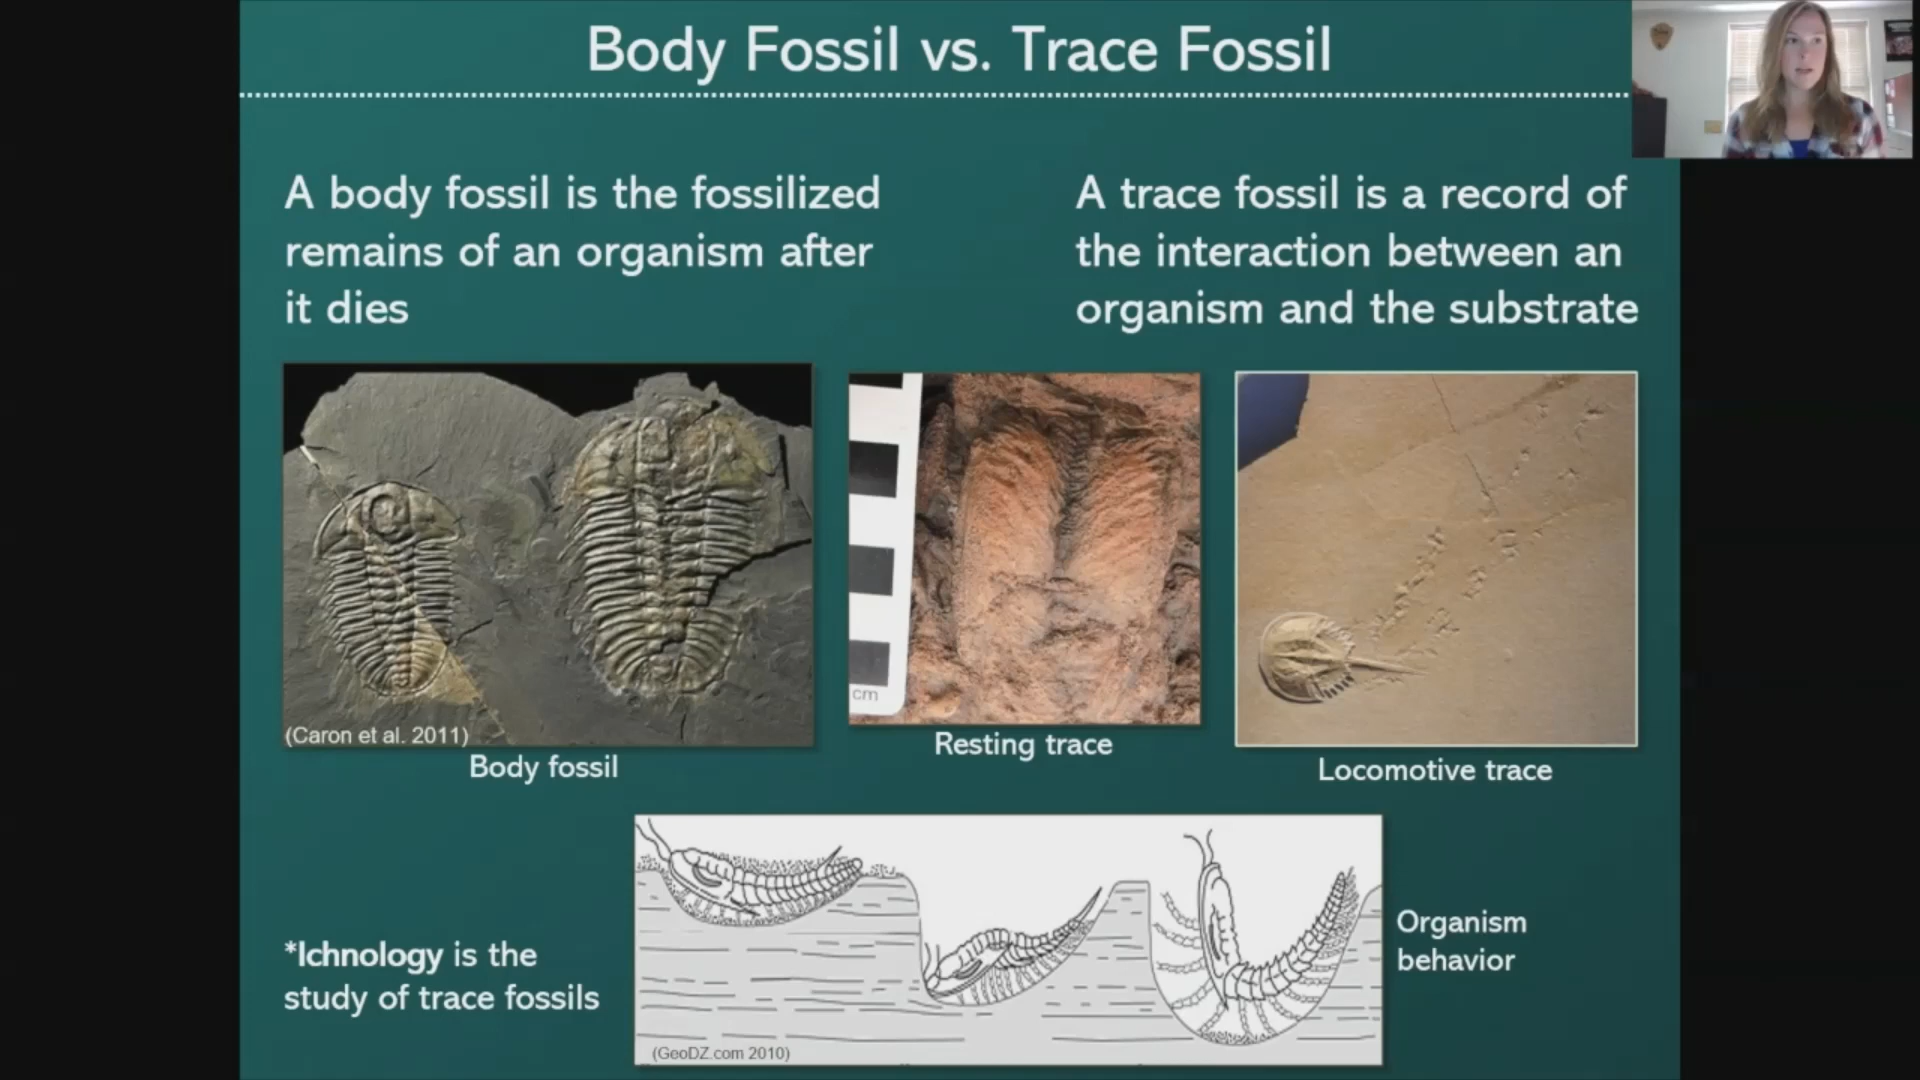 Body Fossil vs. Trace Fossil
A body fossil is the fossilized
remains of an organism after
it dies
A trace fossil is a record of
the interaction between an
organism and the substrate
(Caron et al. 2011)
Body fossil
cm
Resting trace
Locomotive trace
*Ichnology is the
study of trace fossils
(GeoDZ.com 2010)
Organism
behavior